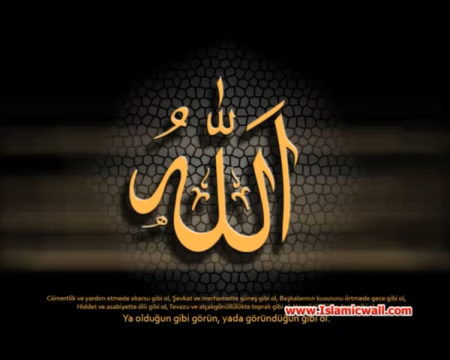 الله
Cömertlik ve yardım etmede akarsu gibi ol, Şevkat ve merhamette güneş gibi ol, Başkalarının kusurunu örtmede gece gibi ol,
Hiddet ve asabiyette ölü gibi ol, Tevazu ve alçakgönüllülükte toprak gibi
www.Islamicwall.com
Ya olduğun gibi görün, yada göründüğün gibi ol.